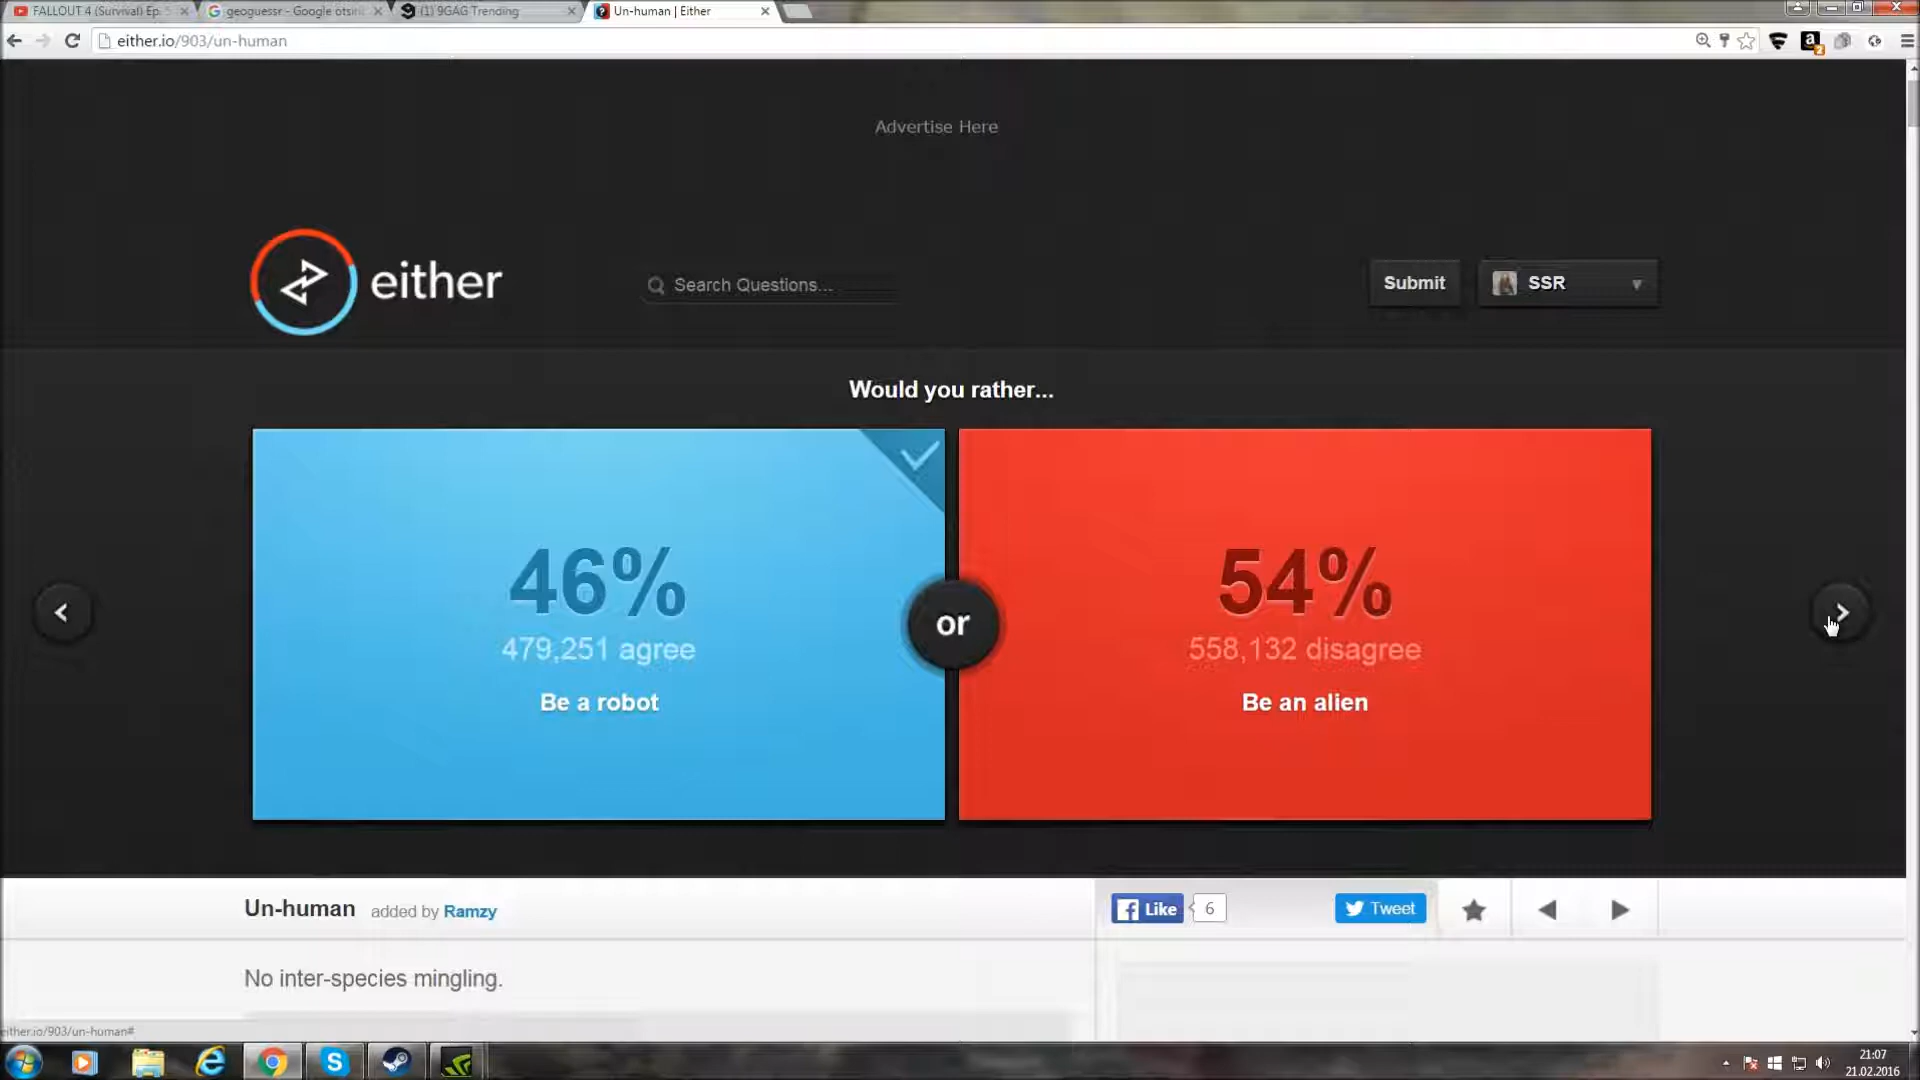 FALLOUT 4 (Survival) Ep.
geoguessr - Google otsin
(1) 9GAG Trending
Un-human | Either
either.io/903/un-human
Advertise Here
either
Search Questions...
Submit
SSR
Would you rather...
46%
479,251 agree
Be a robot
or
54%
558,132 disagree
Be an alien
Un-human added by Ramzy
Like
6
Tweet
No inter-species mingling.
either.io/903/un-human#
21:07
21.02.2016